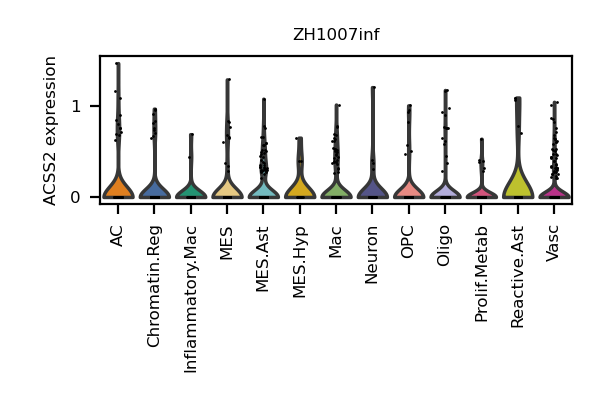 ZH1007inf
ACSS2 expression
1
0
AC
Chromatin.Reg
Inflammatory.Mac
MES
MES.Ast
MES.Hyp
Mac
Neuron
OPC
Oligo
Prolif.Metab
Reactive.Ast
Vasc